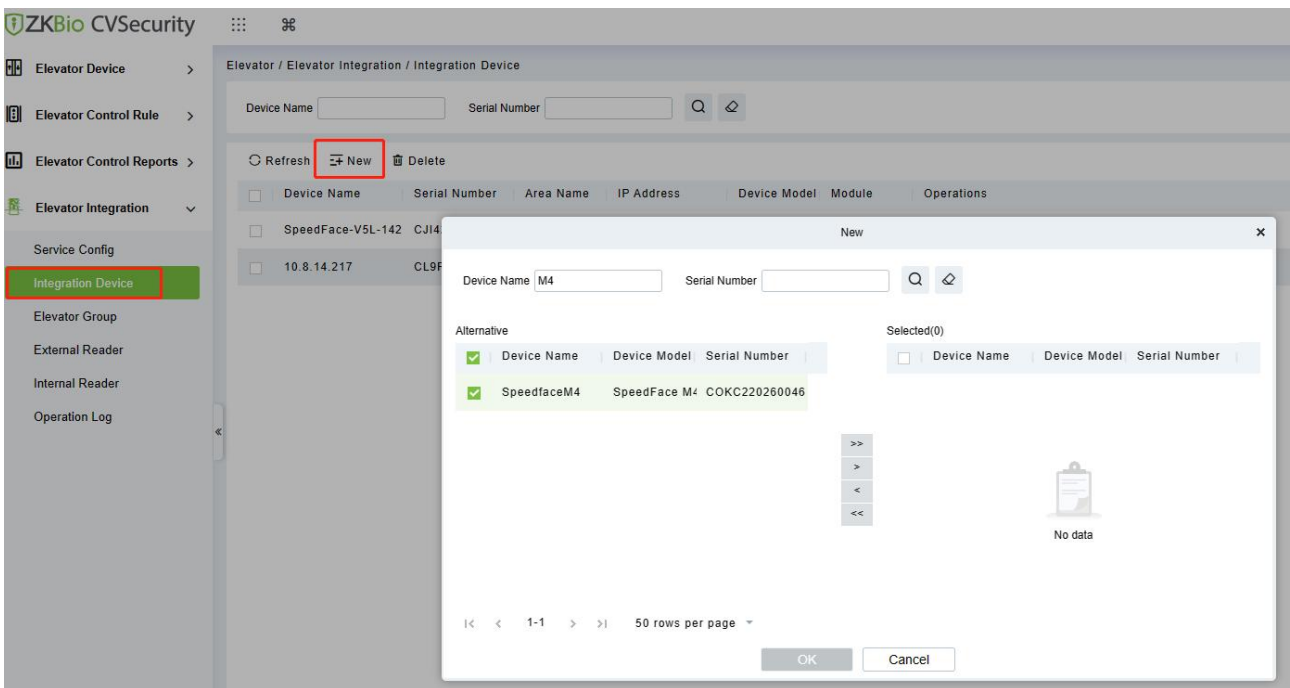 ZKBio CVSecurity
Elevator Device
Elevator Control Rule
Elevator Control Reports
Elevator Integration
Service Config
Integration Device
Elevator Group
External Reader
Internal Reader
Operation Log
Elevator / Elevator Integration / Integration Device
Device Name Serial Number
Refresh New Delete
Device Name Serial Number Area Name IP Address Device Model Module Operations
SpeedFace-V5L-142 CJI4
10.8.14.217 CL9F
New
Device Name M4 Serial Number
Alternative
Device Name Device Model Serial Number
SpeedfaceM4 SpeedFace M4 COKC220260046
Selected(0)
Device Name Device Model Serial Number
>>
>
<
<<
No data
1-1 50 rows per page
OK Cancel